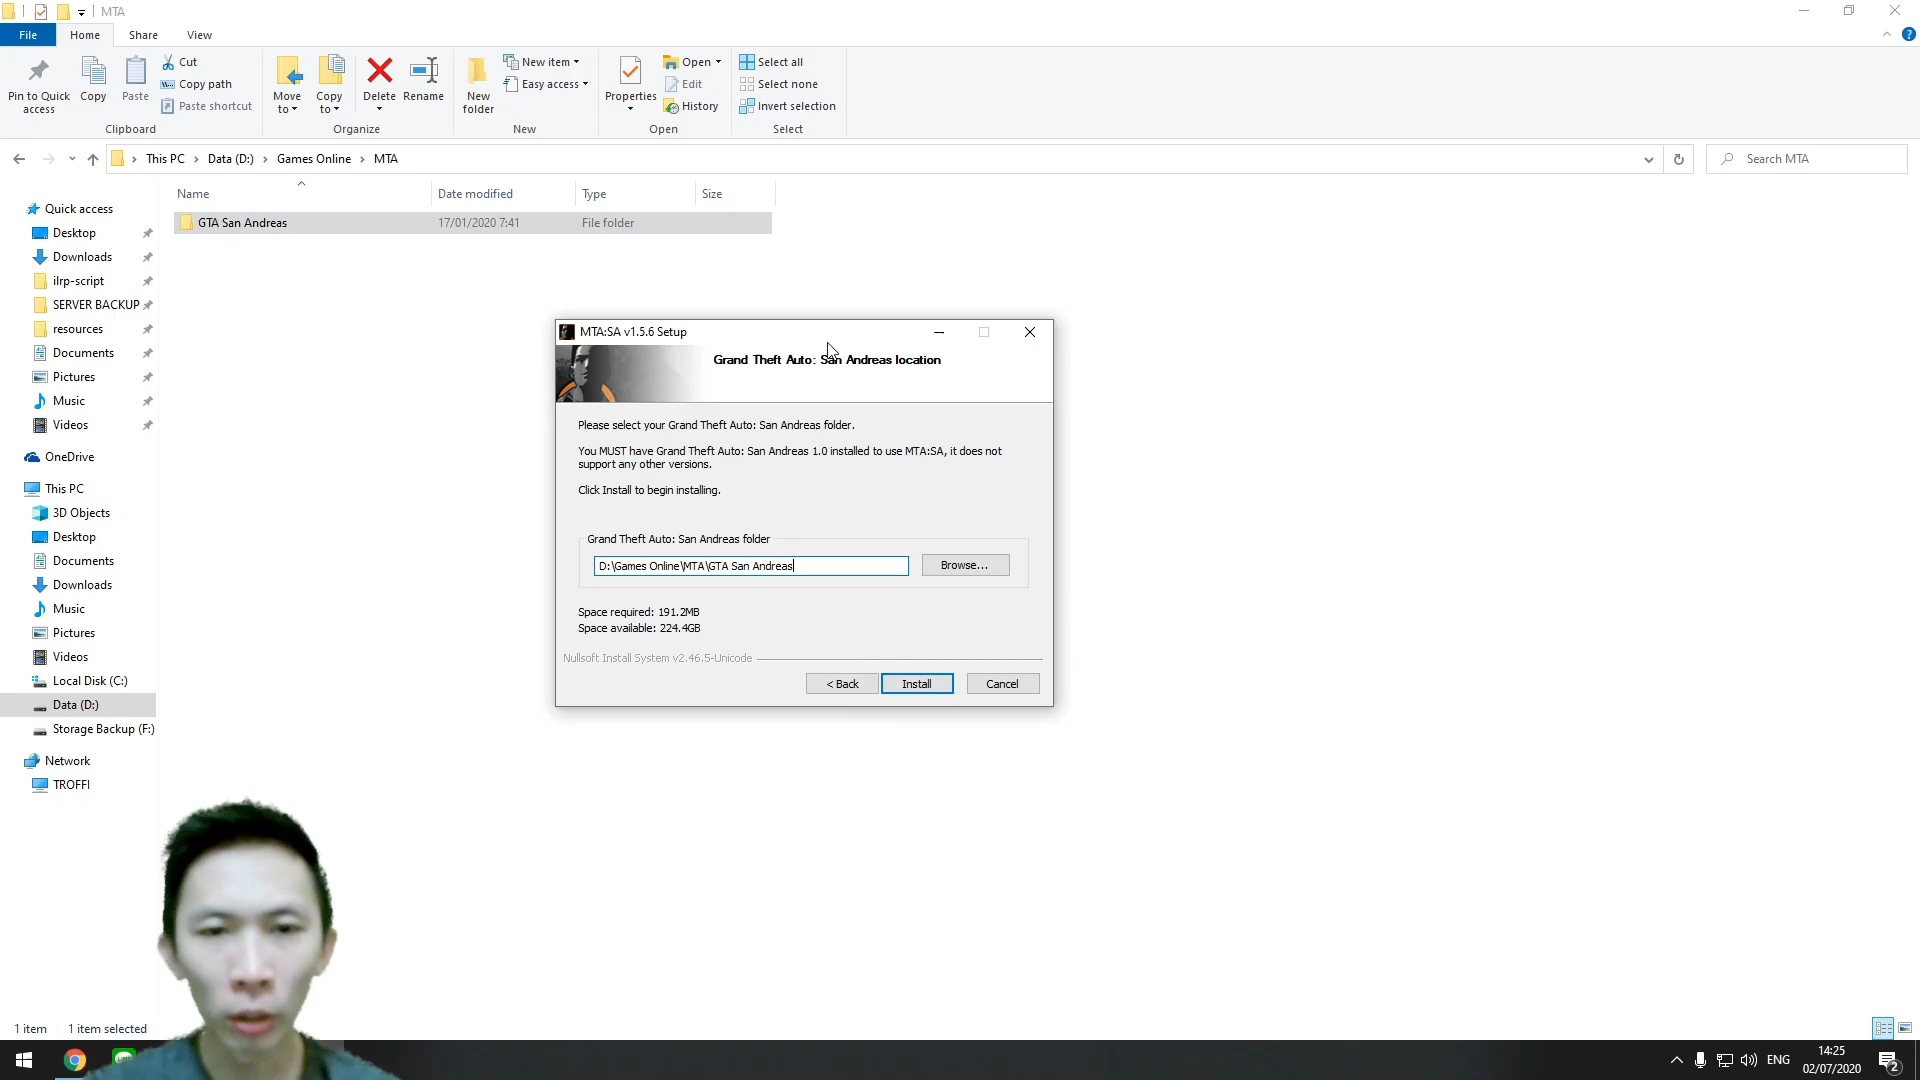 MTA
File
Home
Share
View
Pin to Quick
access
Copy
Paste
Cut
Copy path
Paste shortcut
Clipboard
Move
to
Copy
to
Delete
Rename
Organize
New
folder
New item
Easy access
New
Properties
Open
Edit
History
Open
Select all
Select none
Invert selection
Select
This PC
Data (D:)
Games Online
MTA
Search MTA
Name
Date modified
Type
Size
GTA San Andreas
17/01/2020 7:41
File folder
Quick access
Desktop
Downloads
ilrp-script
SERVER BACKUP
resources
Documents
Pictures
Music
Videos
OneDrive
This PC
3D Objects
Desktop
Documents
Downloads
Music
Pictures
Videos
Local Disk (C:)
Data (D:)
Storage Backup (F:)
Network
TROFFI
MTA:SA v1.5.6 Setup
Grand Theft Auto: San Andreas location
Please select your Grand Theft Auto: San Andreas folder.
You MUST have Grand Theft Auto: San Andreas 1.0 installed to use MTA:SA, it does not
support any other versions.
Click Install to begin installing.
Grand Theft Auto: San Andreas folder
D:\Games Online\MTA\GTA San Andreas
Browse...
Space required: 191.2MB
Space available: 224.4GB
Nullsoft Install System v2.46.5-Unicode
< Back
Install
Cancel
1 item
1 item selected
ENG
14:25
02/07/2020
2